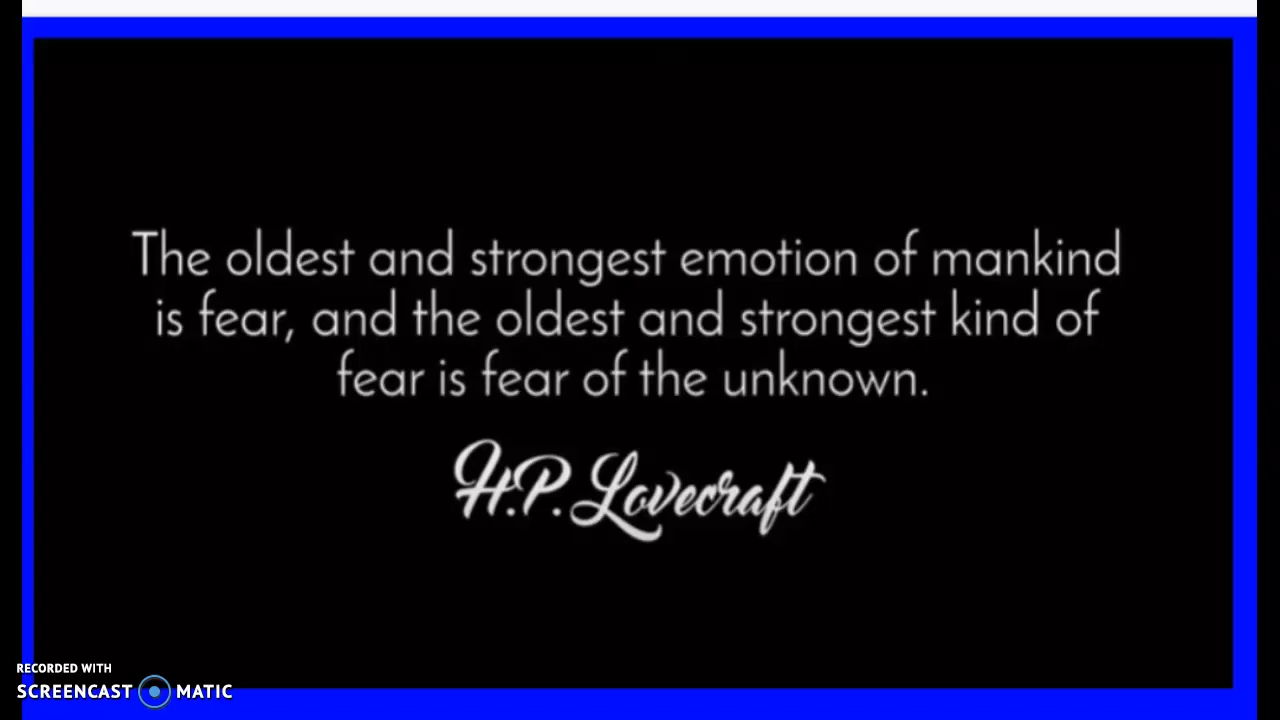 The oldest and strongest emotion of mankind
is fear, and the oldest and strongest kind of
fear is fear of the unknown.
H.P. Lovecraft
RECORDED WITH
SCREENCAST MATIC